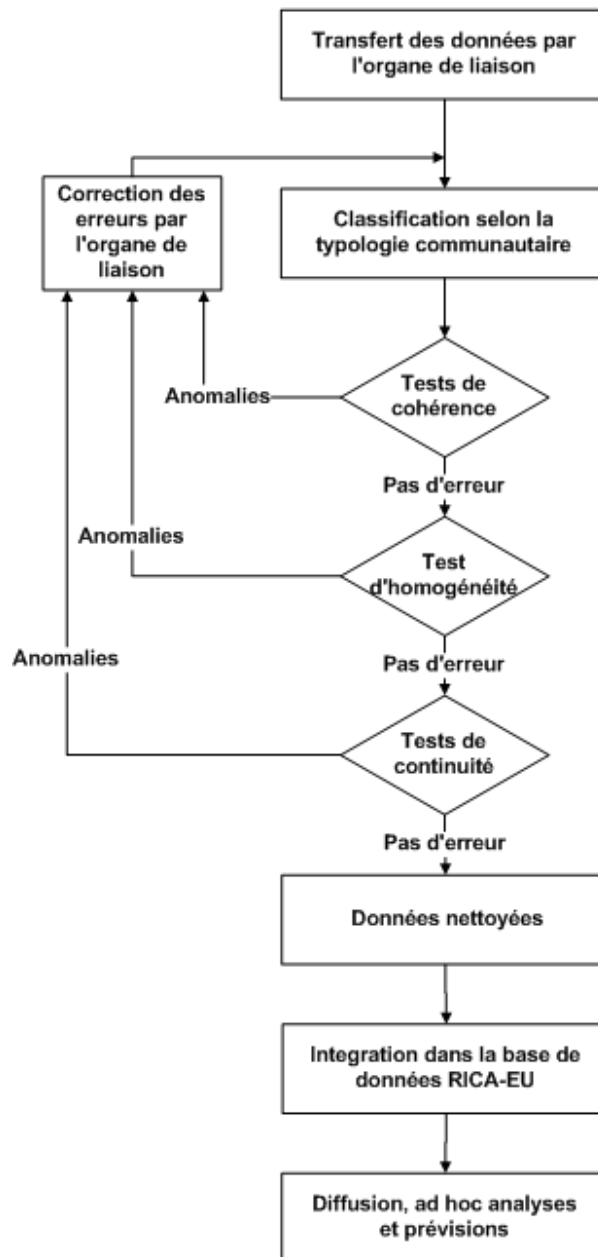 Transfert des données par
l'organe de liaison
Correction des
erreurs par
l'organe de
liaison
Classification selon la
typologie communautaire
Tests de
cohérence
Anomalies
Pas d'erreur
Test
d'homogénéité
Anomalies
Pas d'erreur
Anomalies
Tests de
continuité
Pas d'erreur
Données nettoyées
Integration dans la base de
données RICA-EU
Diffusion, ad hoc analyses
et prévisions